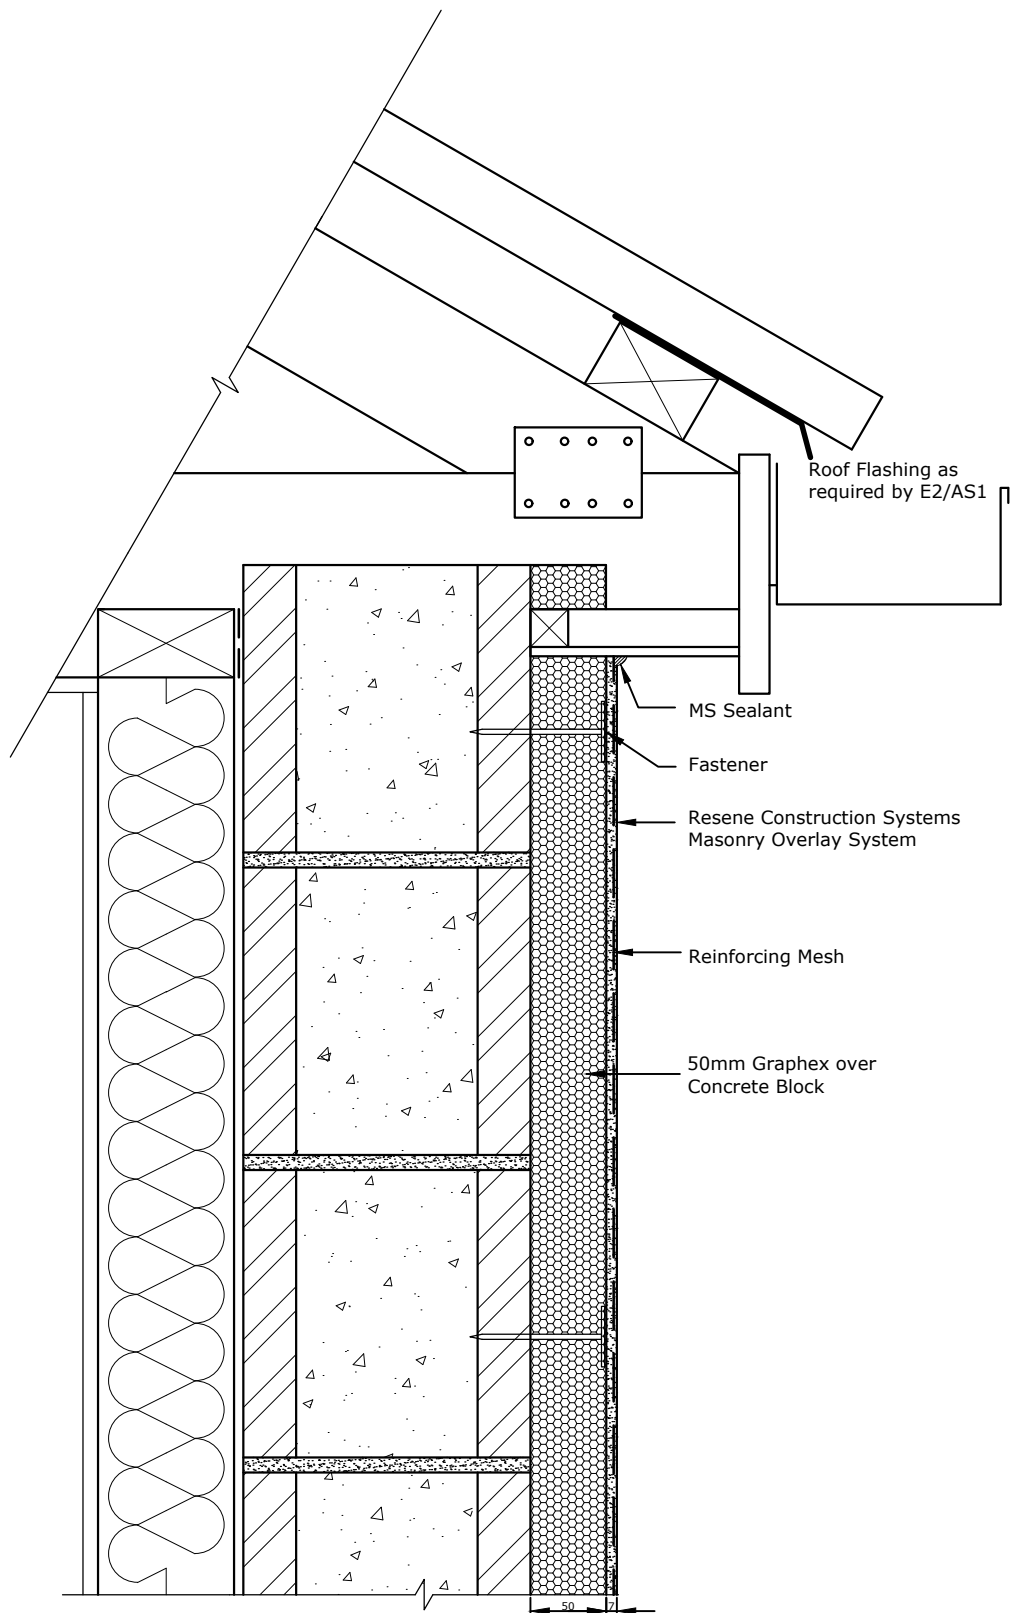 Roof Flashing as
required by E2/AS1
MS Sealant
Fastener
Resene Construction Systems
Masonry Overlay System
Reinforcing Mesh
50mm Graphex over
Concrete Block
50 7